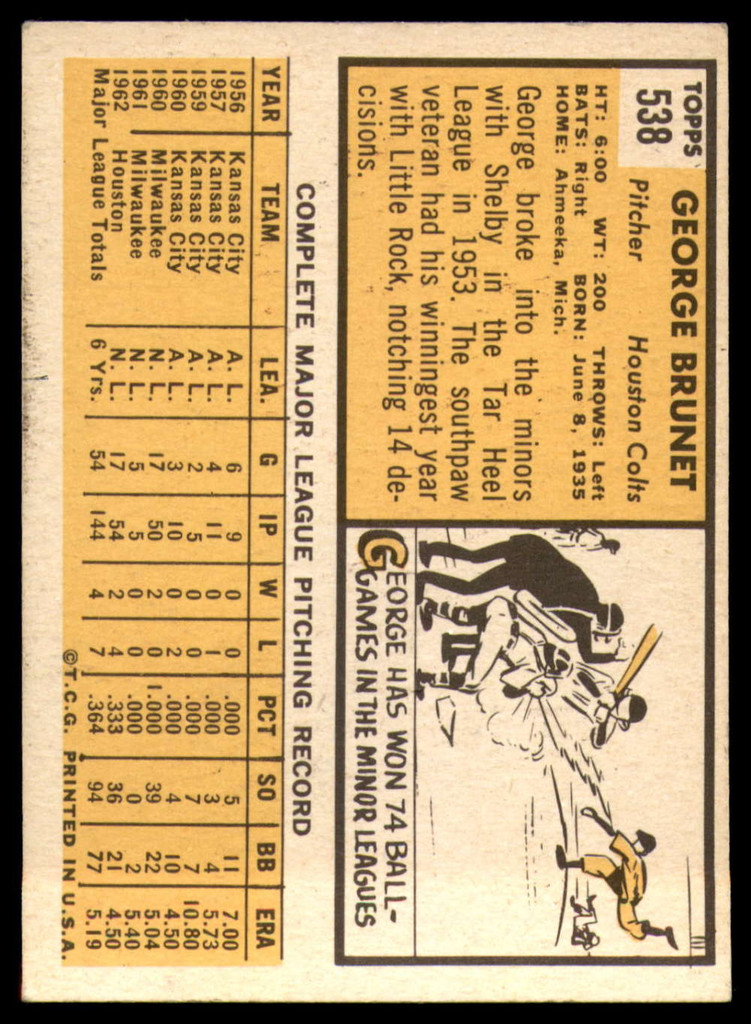 TOPPS
538
GEORGE BRUNET
Pitcher Houston Colts
HT: 6:00 WT: 200 THROWS: Left
BATS: Right BORN: June 8, 1935
HOME: Ahmeeka, Mich.
George broke into the minors
with Shelby in the Tar Heel
League in 1953. The southpaw
veteran had his winningest year
with Little Rock, notching 14 de-
cisions.
GEORGE HAS WON 74 BALL-
GAMES IN THE MINOR LEAGUES
COMPLETE MAJOR LEAGUE PITCHING RECORD
YEAR TEAM LEA. G IP W L PCT SO BB ERA
1956 Kansas City A. L. 6 9 0 0 .000 5 11 7.00
1957 Kansas City A. L. 4 11 0 1 .000 3 4 5.73
1959 Kansas City A. L. 2 5 0 0 .000 7 7 10.80
1960 Kansas City A. L. 3 10 0 2 .000 4 10 4.50
1960 Milwaukee N. L. 17 50 2 0 1.000 39 22 5.04
1961 Milwaukee N. L. 5 5 0 0 .000 0 2 5.40
1962 Houston N. L. 17 54 2 4 .333 36 21 4.50
Major League Totals 6 Yrs. 54 144 4 7 .364 94 77 5.19
©T.C.G. PRINTED IN U.S.A.